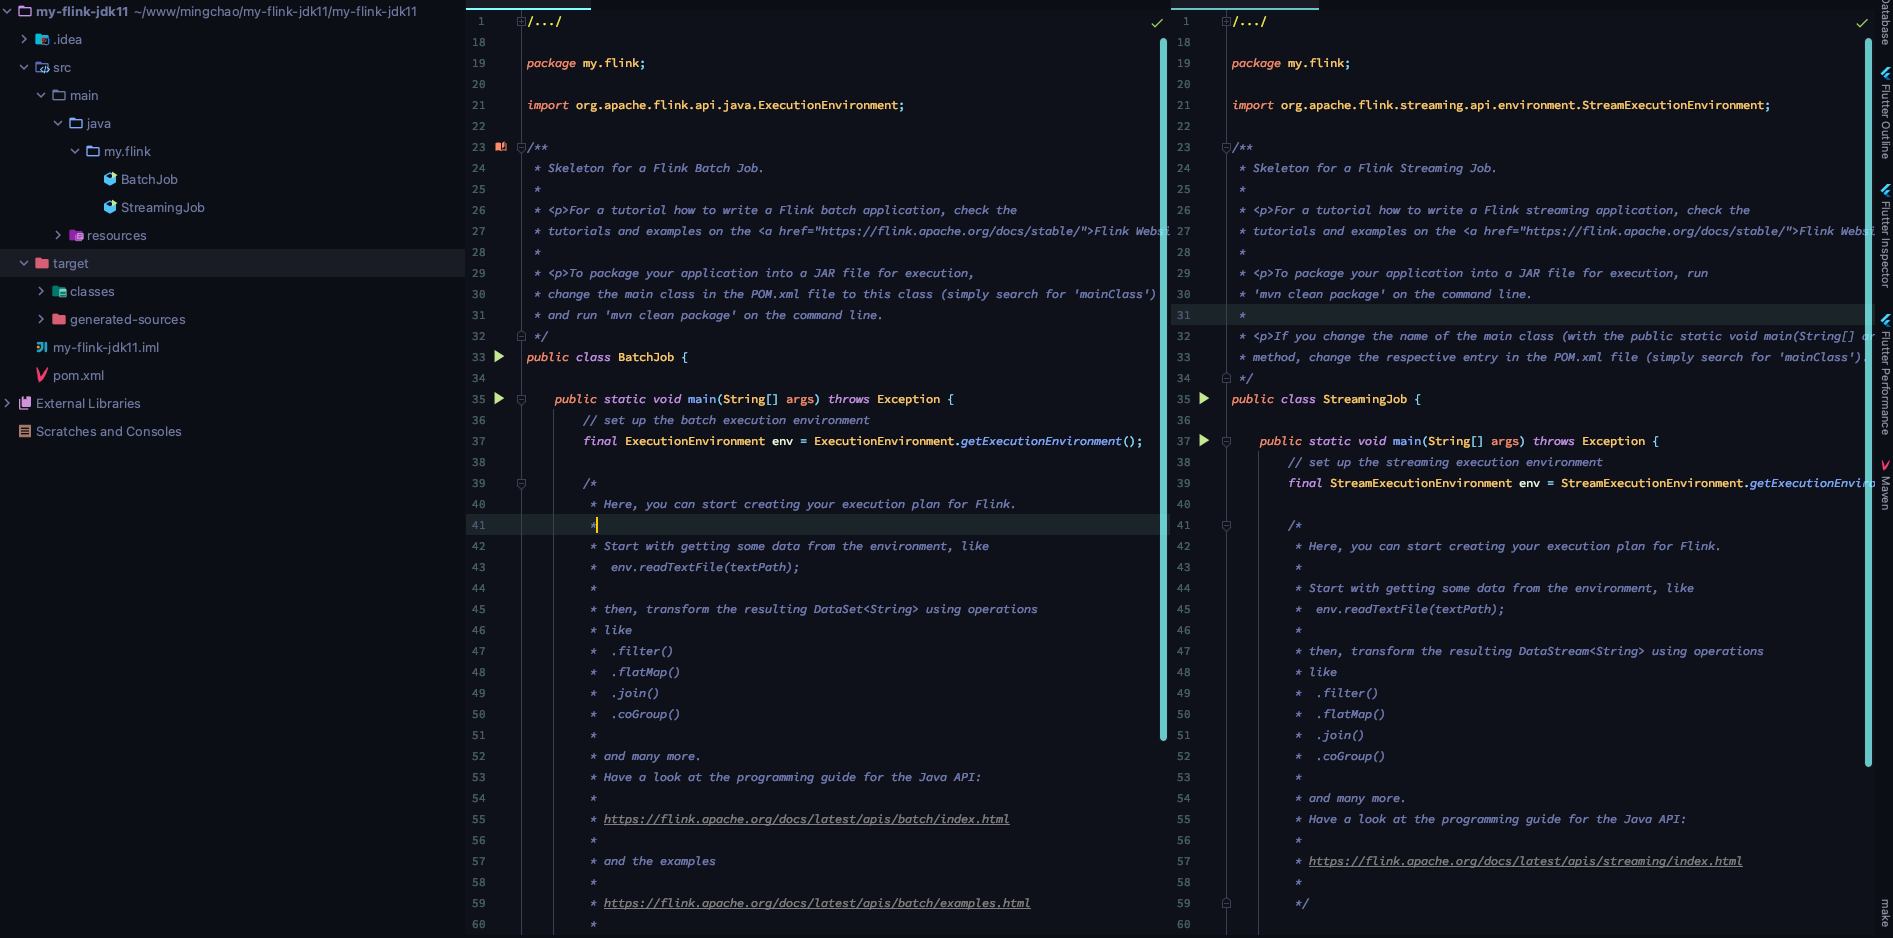 my-flink-jdk11 ~/www/mingchao/my-flink-jdk11/my-flink-jdk11
.idea
src
main
java
my.flink
BatchJob
StreamingJob
resources
target
classes
generated-sources
my-flink-jdk11.iml
pom.xml
External Libraries
Scratches and Consoles
1 /.../
18
19 package my.flink;
20
21 import org.apache.flink.api.java.ExecutionEnvironment;
22
23 /**
24 * Skeleton for a Flink Batch Job.
25 *
26 * <p>For a tutorial how to write a Flink batch application, check the
27 * tutorials and examples on the <a href="https://flink.apache.org/docs/stable/">Flink Websi
28 *
29 * <p>To package your application into a JAR file for execution,
30 * change the main class in the POM.xml file to this class (simply search for 'mainClass')
31 * and run 'mvn clean package' on the command line.
32 */
33 public class BatchJob {
34
35 public static void main(String[] args) throws Exception {
36 // set up the batch execution environment
37 final ExecutionEnvironment env = ExecutionEnvironment.getExecutionEnvironment();
38
39 /*
40 * Here, you can start creating your execution plan for Flink.
41 *
42 * Start with getting some data from the environment, like
43 * env.readTextFile(textPath);
44 *
45 * then, transform the resulting DataSet<String> using operations
46 * like
47 * .filter()
48 * .flatMap()
49 * .join()
50 * .coGroup()
51 *
52 * and many more.
53 * Have a look at the programming guide for the Java API:
54 *
55 * https://flink.apache.org/docs/latest/apis/batch/index.html
56 *
57 * and the examples
58 *
59 * https://flink.apache.org/docs/latest/apis/batch/examples.html
60 *
1 /.../
18
19 package my.flink;
20
21 import org.apache.flink.streaming.api.environment.StreamExecutionEnvironment;
22
23 /**
24 * Skeleton for a Flink Streaming Job.
25 *
26 * <p>For a tutorial how to write a Flink streaming application, check the
27 * tutorials and examples on the <a href="https://flink.apache.org/docs/stable/">Flink Websi
28 *
29 * <p>To package your application into a JAR file for execution, run
30 * 'mvn clean package' on the command line.
31 *
32 * <p>If you change the name of the main class (with the public static void main(String[] ar
33 * method, change the respective entry in the POM.xml file (simply search for 'mainClass').
34 */
35 public class StreamingJob {
36
37 public static void main(String[] args) throws Exception {
38 // set up the streaming execution environment
39 final StreamExecutionEnvironment env = StreamExecutionEnvironment.getExecutionEnviro
40
41 /*
42 * Here, you can start creating your execution plan for Flink.
43 *
44 * Start with getting some data from the environment, like
45 * env.readTextFile(textPath);
46 *
47 * then, transform the resulting DataStream<String> using operations
48 * like
49 * .filter()
50 * .flatMap()
51 * .join()
52 * .coGroup()
53 *
54 * and many more.
55 * Have a look at the programming guide for the Java API:
56 *
57 * https://flink.apache.org/docs/latest/apis/streaming/index.html
58 *
59 */
60
Database
Flutter Outline
Flutter Inspector
Flutter Performance
Maven
make